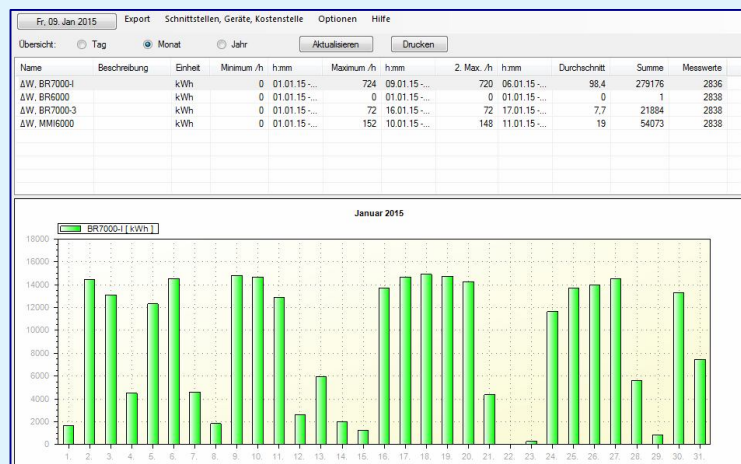 Fr, 09. Jan 2015 Export Schnittstellen, Geräte, Kostenstelle Optionen Hilfe
Übersicht: Tag Monat Jahr Aktualisieren Drucken
Name Beschreibung Einheit Minimum /h h:mm Maximum /h h:mm 2. Max. /h h:mm Durchschnitt Summe Messwerte
ΔW, BR7000-I kWh 0 01.01.15 -... 724 09.01.15 -... 720 06.01.15 -... 98,4 279176 2836
ΔW, BR6000 kWh 0 01.01.15 -... 0 01.01.15 -... 0 01.01.15 -... 0 1 2838
ΔW, BR7000-3 kWh 0 01.01.15 -... 72 16.01.15 -... 72 17.01.15 -... 7,7 21884 2838
ΔW, MMI6000 kWh 0 01.01.15 -... 152 10.01.15 -... 148 11.01.15 -... 19 54073 2838
Januar 2015
BR7000-I [ kWh ]
18000
16000
14000
12000
10000
8000
6000
4000
2000
0
1. 2. 3. 4. 5. 6. 7. 8. 9. 10. 11. 12. 13. 14. 15. 16. 17. 18. 19. 20. 21. 22. 23. 24. 26. 26. 27. 28. 29. 30. 31.